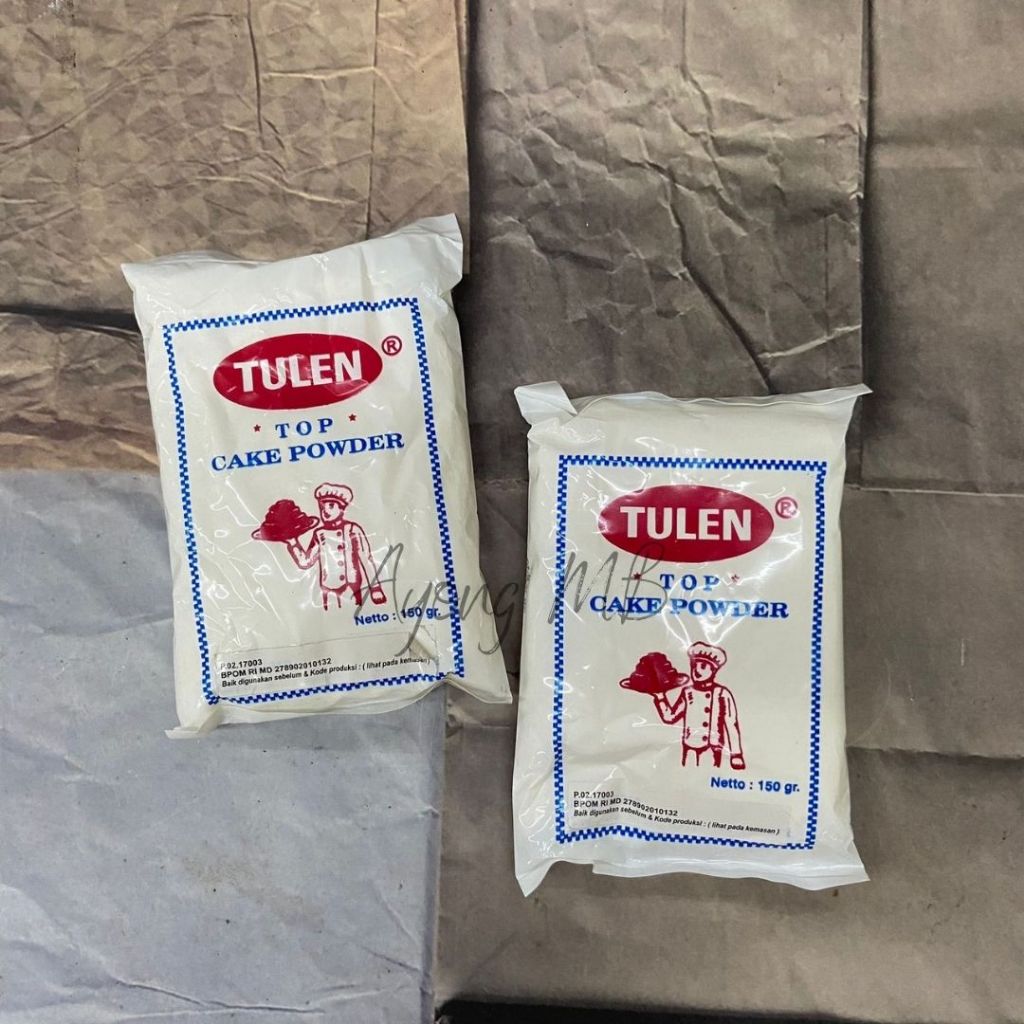 TULEN ®
TOP
CAKE POWDER
Netto : 150 gr.
P.02.17003
BPOM RI MD 278902010132
Baik digunakan sebelum & Kode produksi : ( lihat pada kemasan )
TULEN ®
TOP
CAKE POWDER
Netto : 150 gr.
P.02.17003
BPOM RI MD 278902010132
Baik digunakan sebelum & Kode produksi : ( lihat pada kemasan )
Ayong MB